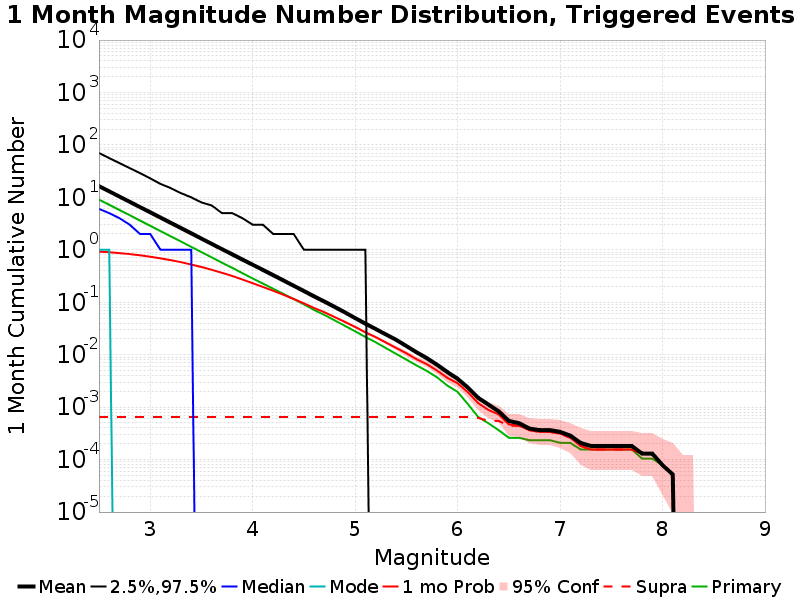 1 Month Magnitude Number Distribution, Triggered Events
1 Month Cumulative Number
10^4
10^3
10^2
10^1
10^0
10^-1
10^-2
10^-3
10^-4
10^-5
3 4 5 6 7 8 9
Magnitude
Mean 2.5%,97.5% Median Mode 1 mo Prob 95% Conf Supra Primary